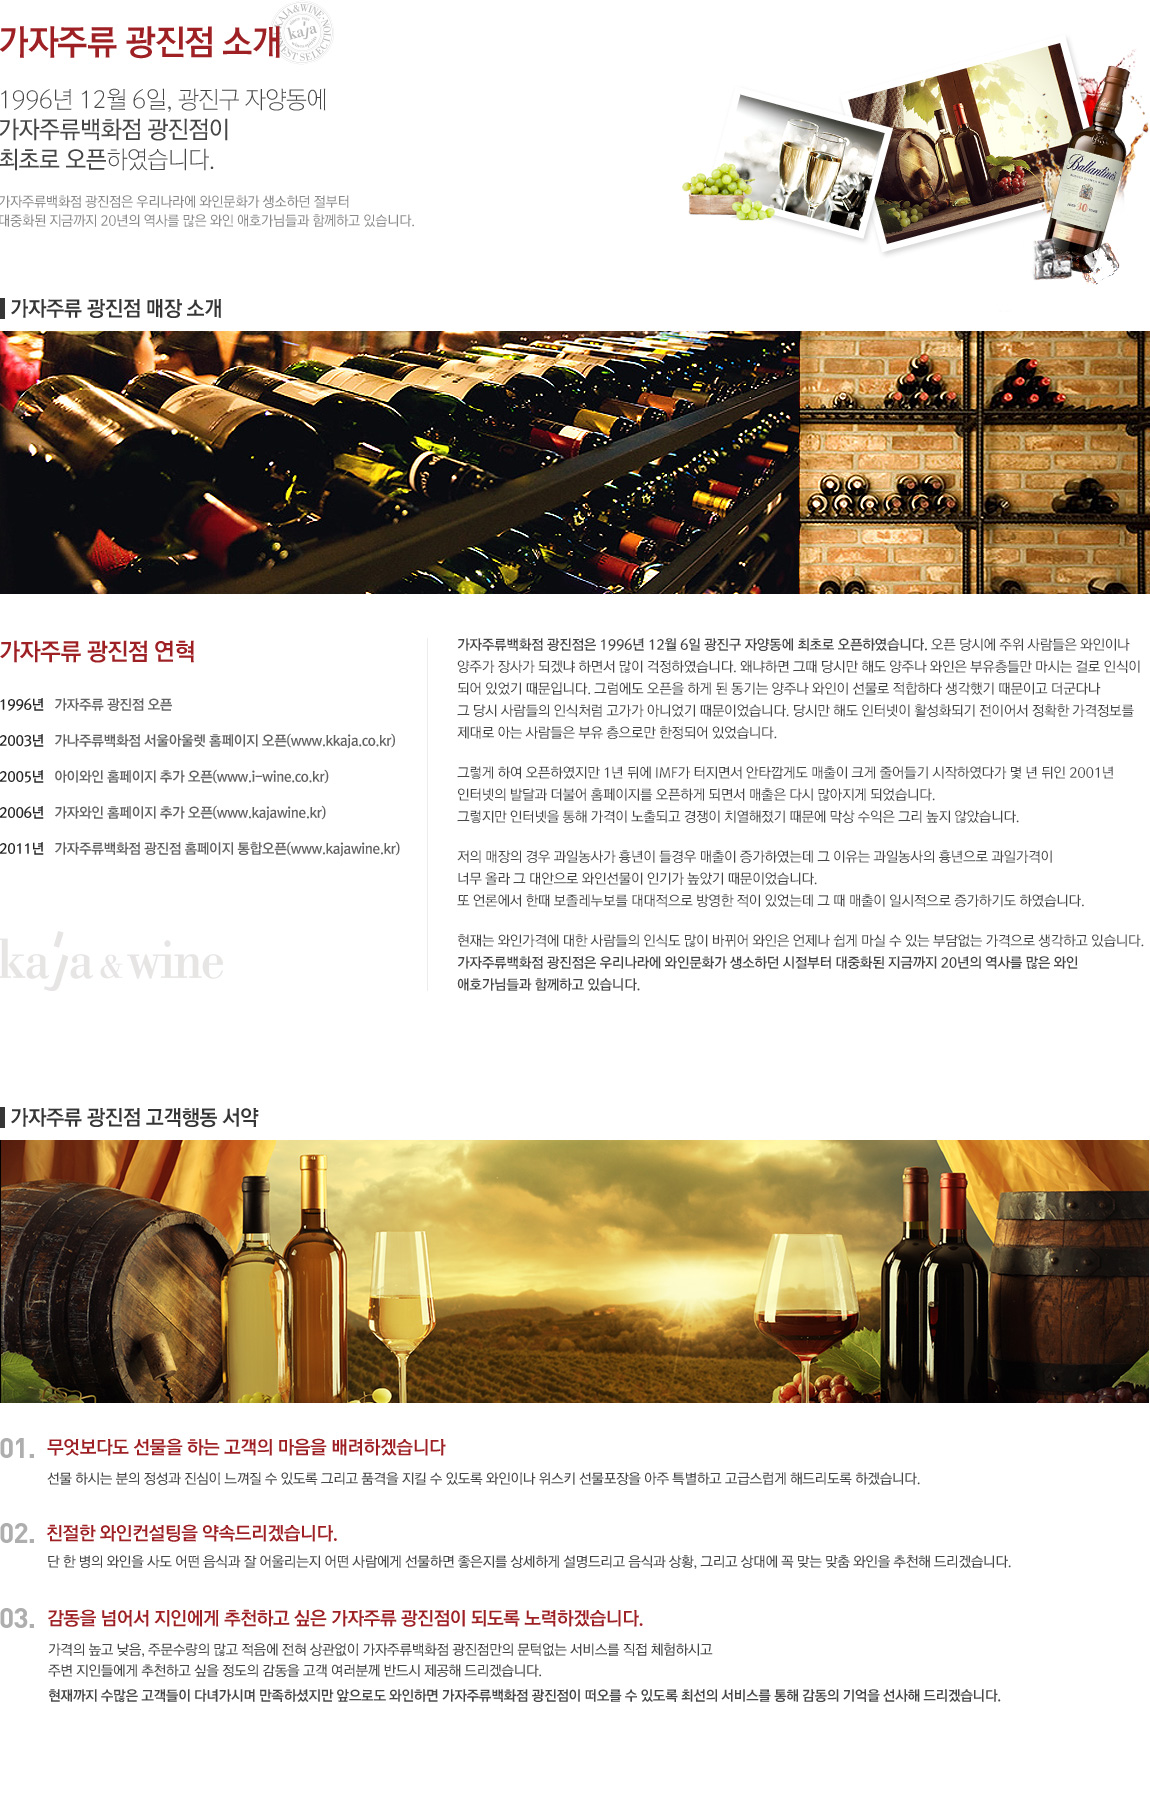 가자주류 광진점 소개
KAJA&WINE
kaja
BEST SELECTION
1996년 12월 6일, 광진구 자양동에
가자주류백화점 광진점이
최초로 오픈하였습니다.
가자주류백화점 광진점은 우리나라에 와인문화가 생소하던 절부터
대중화된 지금까지 20년의 역사를 많은 와인 애호가님들과 함께하고 있습니다.
Ballantine's
30
가자주류 광진점 매장 소개
가자주류 광진점 연혁
1996년 가자주류 광진점 오픈
2003년 가나주류백화점 서울아울렛 홈페이지 오픈(www.kkaja.co.kr)
2005년 아이와인 홈페이지 추가 오픈(www.i-wine.co.kr)
2006년 가자와인 홈페이지 추가 오픈(www.kajawine.kr)
2011년 가자주류백화점 광진점 홈페이지 통합오픈(www.kajawine.kr)
kaja & wine
가자주류백화점 광진점은 1996년 12월 6일 광진구 자양동에 최초로 오픈하였습니다. 오픈 당시에 주위 사람들은 와인이나
양주가 장사가 되겠냐 하면서 많이 걱정하였습니다. 왜냐하면 그때 당시만 해도 양주나 와인은 부유층들만 마시는 걸로 인식이
되어 있었기 때문입니다. 그럼에도 오픈을 하게 된 동기는 양주나 와인이 선물로 적합하다 생각했기 때문이고 더군다나
그 당시 사람들의 인식처럼 고가가 아니었기 때문이었습니다. 당시만 해도 인터넷이 활성화되기 전이어서 정확한 가격정보를
제대로 아는 사람들은 부유 층으로만 한정되어 있었습니다.
그렇게 하여 오픈하였지만 1년 뒤에 IMF가 터지면서 안타깝게도 매출이 크게 줄어들기 시작하였다가 몇 년 뒤인 2001년
인터넷의 발달과 더불어 홈페이지를 오픈하게 되면서 매출은 다시 많아지게 되었습니다.
그렇지만 인터넷을 통해 가격이 노출되고 경쟁이 치열해졌기 때문에 막상 수익은 그리 높지 않았습니다.
저의 매장의 경우 과일농사가 흉년이 들경우 매출이 증가하였는데 그 이유는 과일농사의 흉년으로 과일가격이
너무 올라 그 대안으로 와인선물이 인기가 높았기 때문이었습니다.
또 언론에서 한때 보졸레누보를 대대적으로 방영한 적이 있었는데 그 때 매출이 일시적으로 증가하기도 하였습니다.
현재는 와인가격에 대한 사람들의 인식도 많이 바뀌어 와인은 언제나 쉽게 마실 수 있는 부담없는 가격으로 생각하고 있습니다.
가자주류백화점 광진점은 우리나라에 와인문화가 생소하던 시절부터 대중화된 지금까지 20년의 역사를 많은 와인
애호가님들과 함께하고 있습니다.
가자주류 광진점 고객행동 서약
01. 무엇보다도 선물을 하는 고객의 마음을 배려하겠습니다
선물 하시는 분의 정성과 진심이 느껴질 수 있도록 그리고 품격을 지킬 수 있도록 와인이나 위스키 선물포장을 아주 특별하고 고급스럽게 해드리도록 하겠습니다.
02. 친절한 와인컨설팅을 약속드리겠습니다.
단 한 병의 와인을 사도 어떤 음식과 잘 어울리는지 어떤 사람에게 선물하면 좋은지를 상세하게 설명드리고 음식과 상황, 그리고 상대에 꼭 맞는 맞춤 와인을 추천해 드리겠습니다.
03. 감동을 넘어서 지인에게 추천하고 싶은 가자주류 광진점이 되도록 노력하겠습니다.
가격의 높고 낮음, 주문수량의 많고 적음에 전혀 상관없이 가자주류백화점 광진점만의 문턱없는 서비스를 직접 체험하시고
주변 지인들에게 추천하고 싶을 정도의 감동을 고객 여러분께 반드시 제공해 드리겠습니다.
현재까지 수많은 고객들이 다녀가시며 만족하셨지만 앞으로도 와인하면 가자주류백화점 광진점이 떠오를 수 있도록 최선의 서비스를 통해 감동의 기억을 선사해 드리겠습니다.